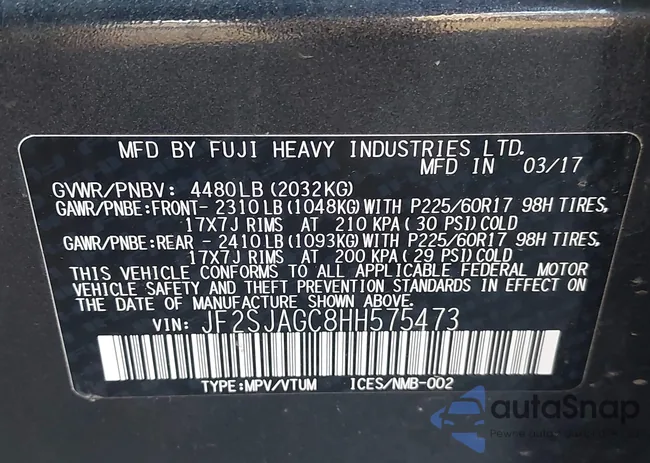 MFD BY FUJI HEAVY INDUSTRIES LTD.
MFD IN 03/17
GVWR/PNBV: 4480LB (2032KG)
GAWR/PNBE:FRONT- 2310LB (1048KG) WITH P225/60R17 98H TIRES,
17X7J RIMS AT 210 KPA ( 30 PSI) COLD
GAWR/PNBE:REAR - 2410LB (1093KG) WITH P225/60R17 98H TIRES,
17X7J RIMS AT 200 KPA (29 PSI) COLD
THIS VEHICLE CONFORMS TO ALL APPLICABLE FEDERAL MOTOR
VEHICLE SAFETY AND THEFT PREVENTION STANDARDS IN EFFECT ON
THE DATE OF MANUFACTURE SHOWN ABOVE.
VIN: JF2SJAGC8HH575473
TYPE:MPV/VTUM ICES/NMB-002
autoSnap